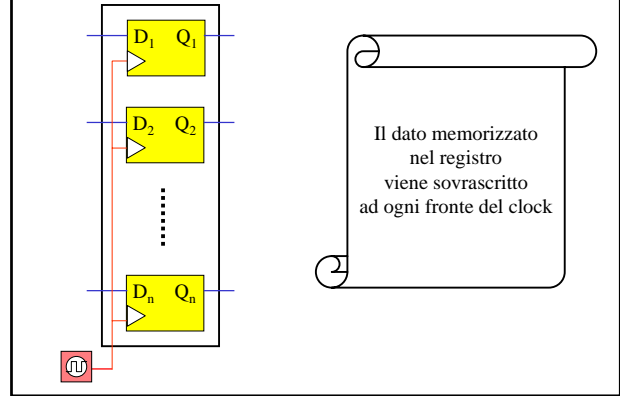 D1 Q1
D2 Q2
Dn Qn
Il dato memorizzato
nel registro
viene sovrascritto
ad ogni fronte del clock